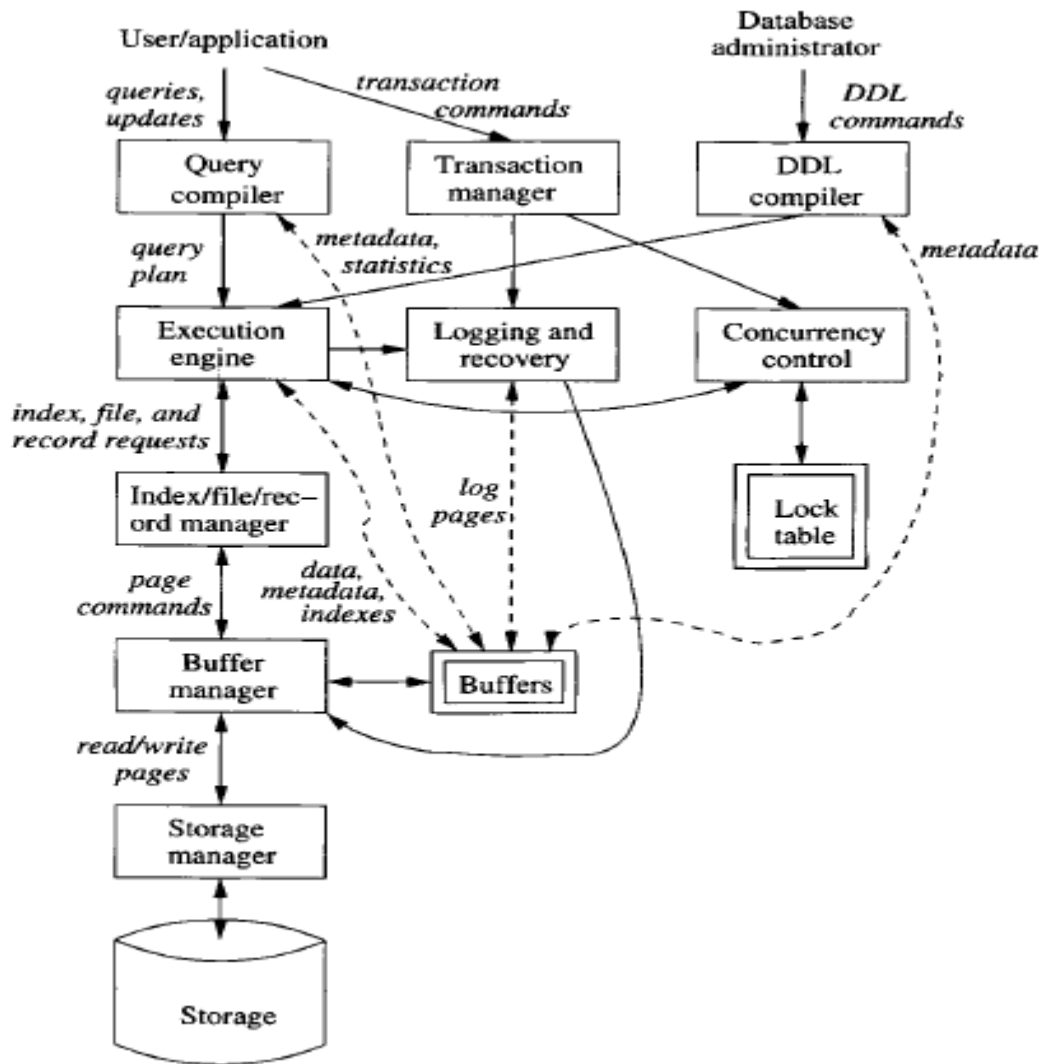 User/application
Database
administrator
queries,
updates
transaction
commands
DDL
commands
Query
compiler
Transaction
manager
DDL
compiler
query
plan
metadata,
statistics
metadata
Execution
engine
Logging and
recovery
Concurrency
control
index, file, and
record requests
Index/file/rec–
ord manager
log
pages
Lock
table
page
commands
data,
metadata,
indexes
Buffer
manager
Buffers
read/write
pages
Storage
manager
Storage